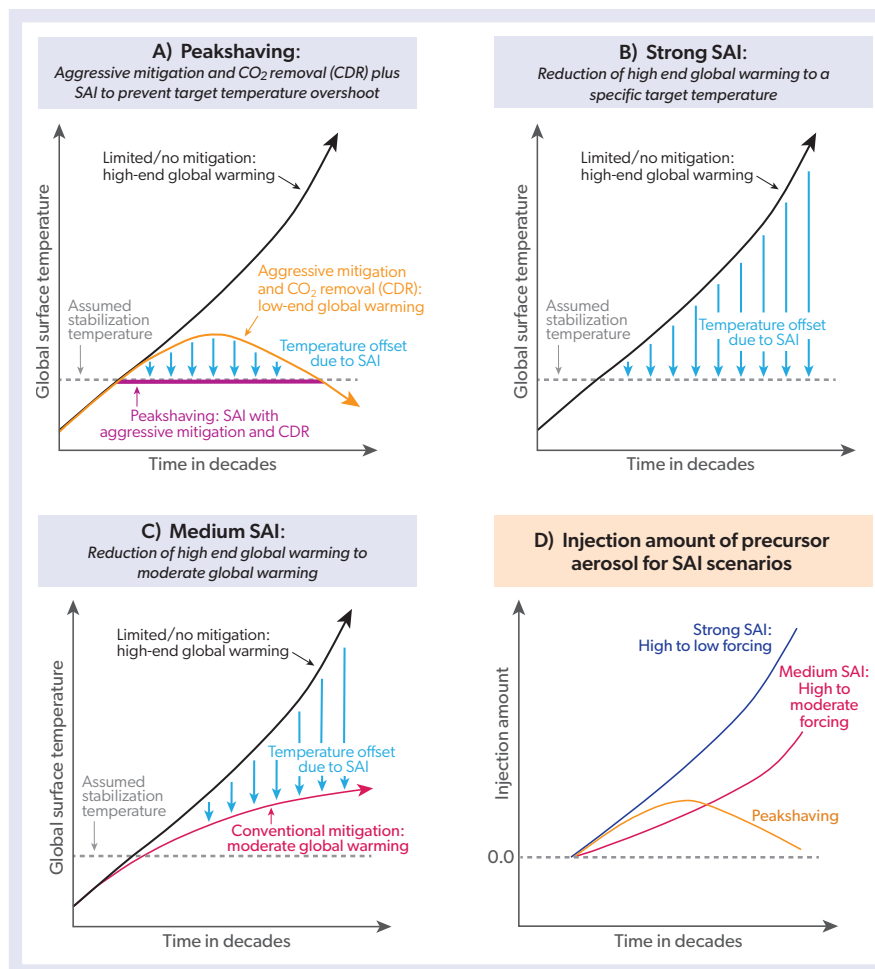 A) Peakshaving:
Aggressive mitigation and CO2 removal (CDR) plus
SAI to prevent target temperature overshoot
Global surface temperature
Limited/no mitigation:
high-end global warming
Aggressive mitigation
and CO2 removal (CDR):
low-end global warming
Assumed
stabilization
temperature
Temperature offset
due to SAI
Peakshaving: SAI with
aggressive mitigation and CDR
Time in decades
B) Strong SAI:
Reduction of high end global warming to a
specific target temperature
Global surface temperature
Limited/no mitigation:
high-end global warming
Assumed
stabilization
temperature
Temperature offset
due to SAI
Time in decades
C) Medium SAI:
Reduction of high end global warming to
moderate global warming
Global surface temperature
Limited/no mitigation:
high-end global warming
Temperature offset
due to SAI
Assumed
stabilization
temperature
Conventional mitigation:
moderate global warming
Time in decades
D) Injection amount of precursor
aerosol for SAI scenarios
Injection amount
Strong SAI:
High to low forcing
Medium SAI:
High to
moderate
forcing
Peakshaving
0.0
Time in decades